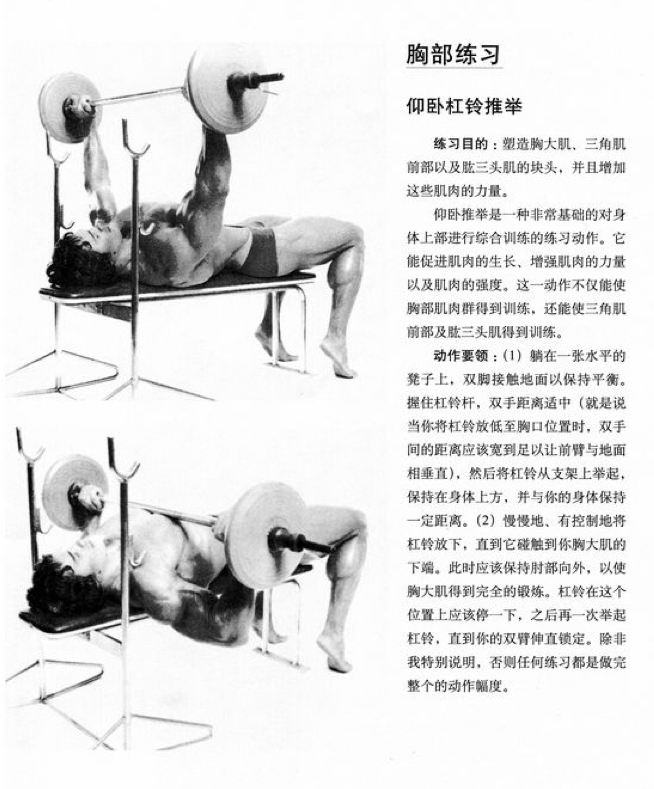 胸部练习
仰卧杠铃推举
练习目的：塑造胸大肌、三角肌
前部以及肱三头肌的块头，并且增加
这些肌肉的力量。
仰卧推举是一种非常基础的对身
体上部进行综合训练的练习动作。它
能促进肌肉的生长、增强肌肉的力量
以及肌肉的强度。这一动作不仅能使
胸部肌肉群得到训练，还能使三角肌
前部及肱三头肌得到训练。
动作要领：（1）躺在一张水平的
凳子上，双脚接触地面以保持平衡。
握住杠铃杆，双手距离适中（就是说
当你将杠铃放低至胸口位置时，双手
间的距离应该宽到足以让前臂与地面
相垂直），然后将杠铃从支架上举起，
保持在身体上方，并与你的身体保持
一定距离。（2）慢慢地、有控制地将
杠铃放下，直到它碰触到你胸大肌的
下端。此时应该保持肘部向外，以使
胸大肌得到完全的锻炼。杠铃在这个
位置上应该停一下，之后再一次举起
杠铃，直到你的双臂伸直锁定。除非
我特别说明，否则任何练习都是做完
整个的动作幅度。